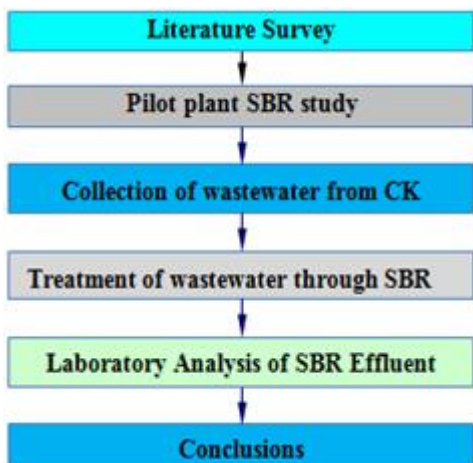 Literature Survey
Pilot plant SBR study
Collection of wastewater from CK
Treatment of wastewater through SBR
Laboratory Analysis of SBR Effluent
Conclusions